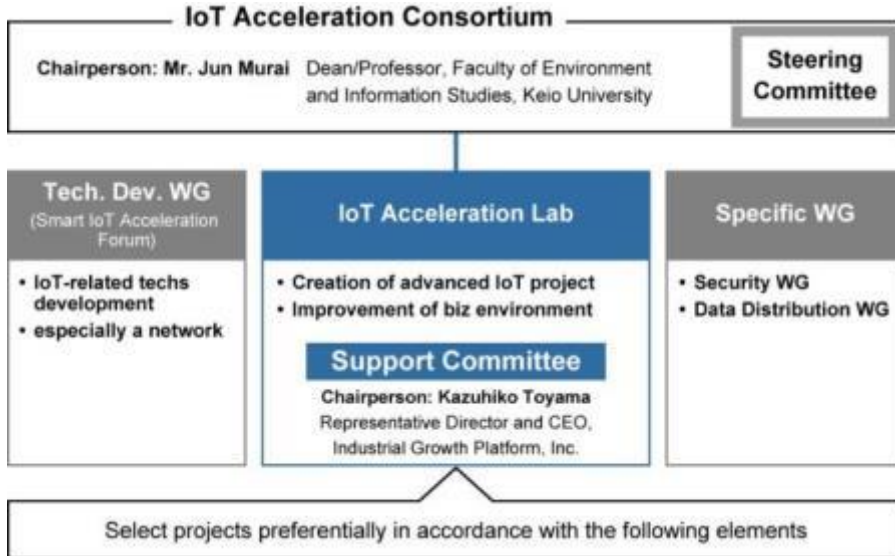 IoT Acceleration Consortium
Chairperson: Mr. Jun Murai Dean/Professor, Faculty of Environment
and Information Studies, Keio University
Steering
Committee
Tech. Dev. WG
(Smart IoT Acceleration
Forum)
• IoT-related techs
development
• especially a network
IoT Acceleration Lab
• Creation of advanced IoT project
• Improvement of biz environment
Support Committee
Chairperson: Kazuhiko Toyama
Representative Director and CEO,
Industrial Growth Platform, Inc.
Specific WG
• Security WG
• Data Distribution WG
Select projects preferentially in accordance with the following elements